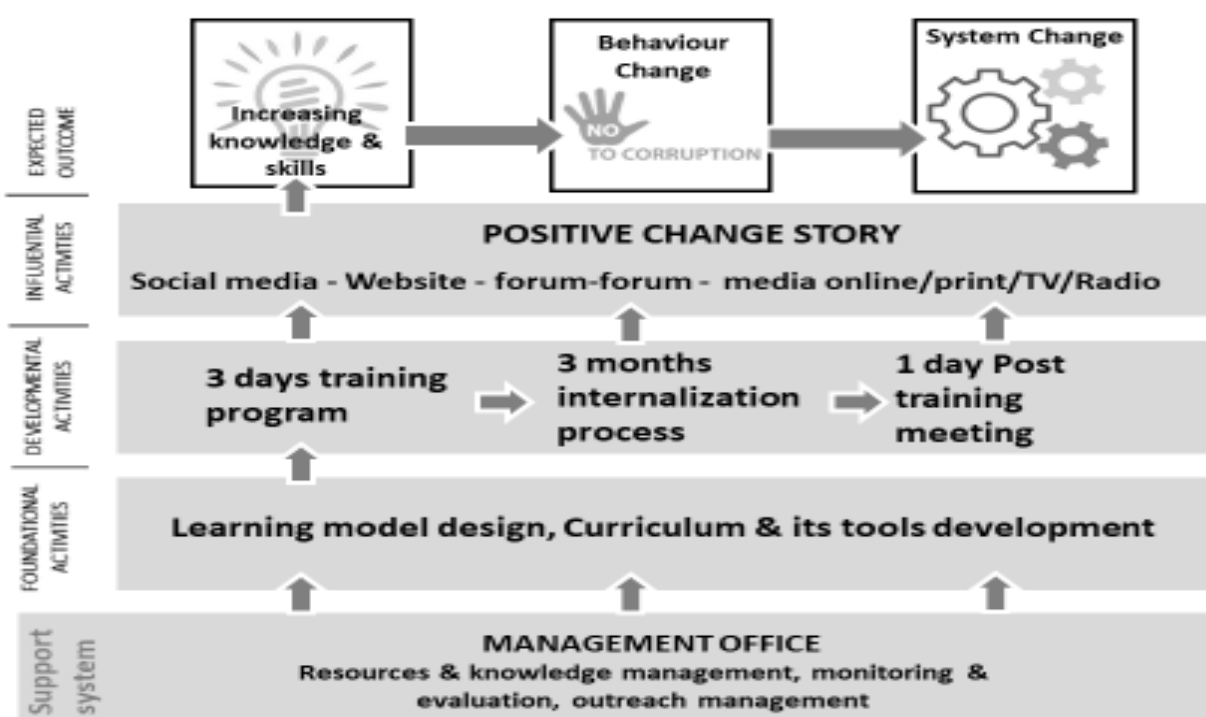 EXPECTED
OUTCOME
Increasing
knowledge &
skills
Behaviour
Change
NO
TO CORRUPTION
System Change
INFLUENTIAL
ACTIVITIES
POSITIVE CHANGE STORY
Social media - Website - forum-forum - media online/print/TV/Radio
DEVELOPMENTAL
ACTIVITIES
3 days training
program
3 months
internalization
process
1 day Post
training
meeting
FOUNDATIONAL
ACTIVITIES
Learning model design, Curriculum & its tools development
Support
system
MANAGEMENT OFFICE
Resources & knowledge management, monitoring &
evaluation, outreach management